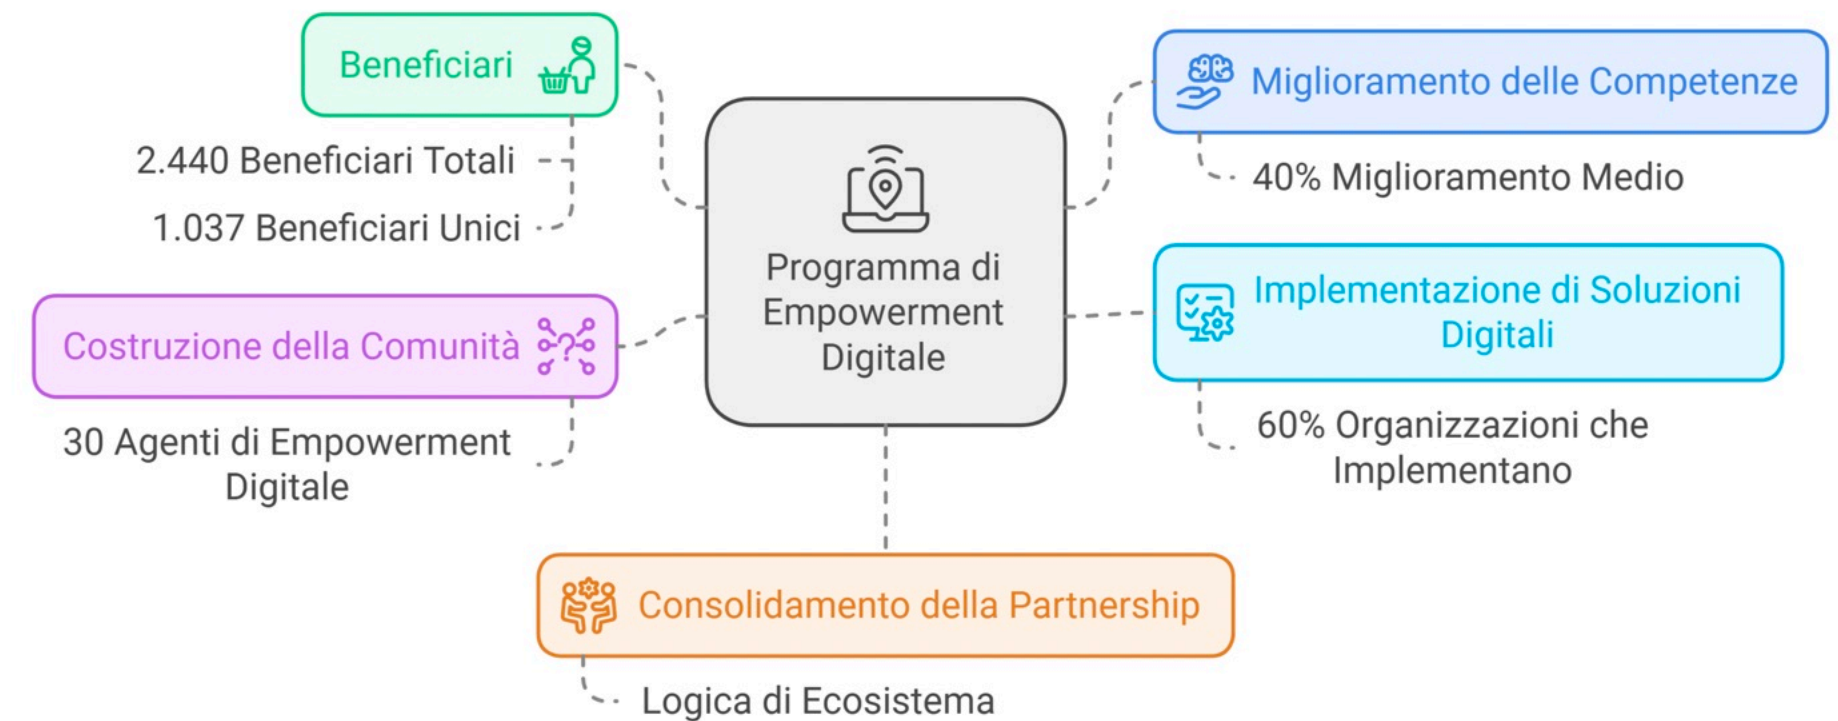 Beneficiari
2.440 Beneficiari Totali
1.037 Beneficiari Unici
Costruzione della Comunità
30 Agenti di Empowerment
Digitale
Programma di
Empowerment
Digitale
Miglioramento delle Competenze
40% Miglioramento Medio
Implementazione di Soluzioni
Digitali
60% Organizzazioni che
Implementano
Consolidamento della Partnership
Logica di Ecosistema